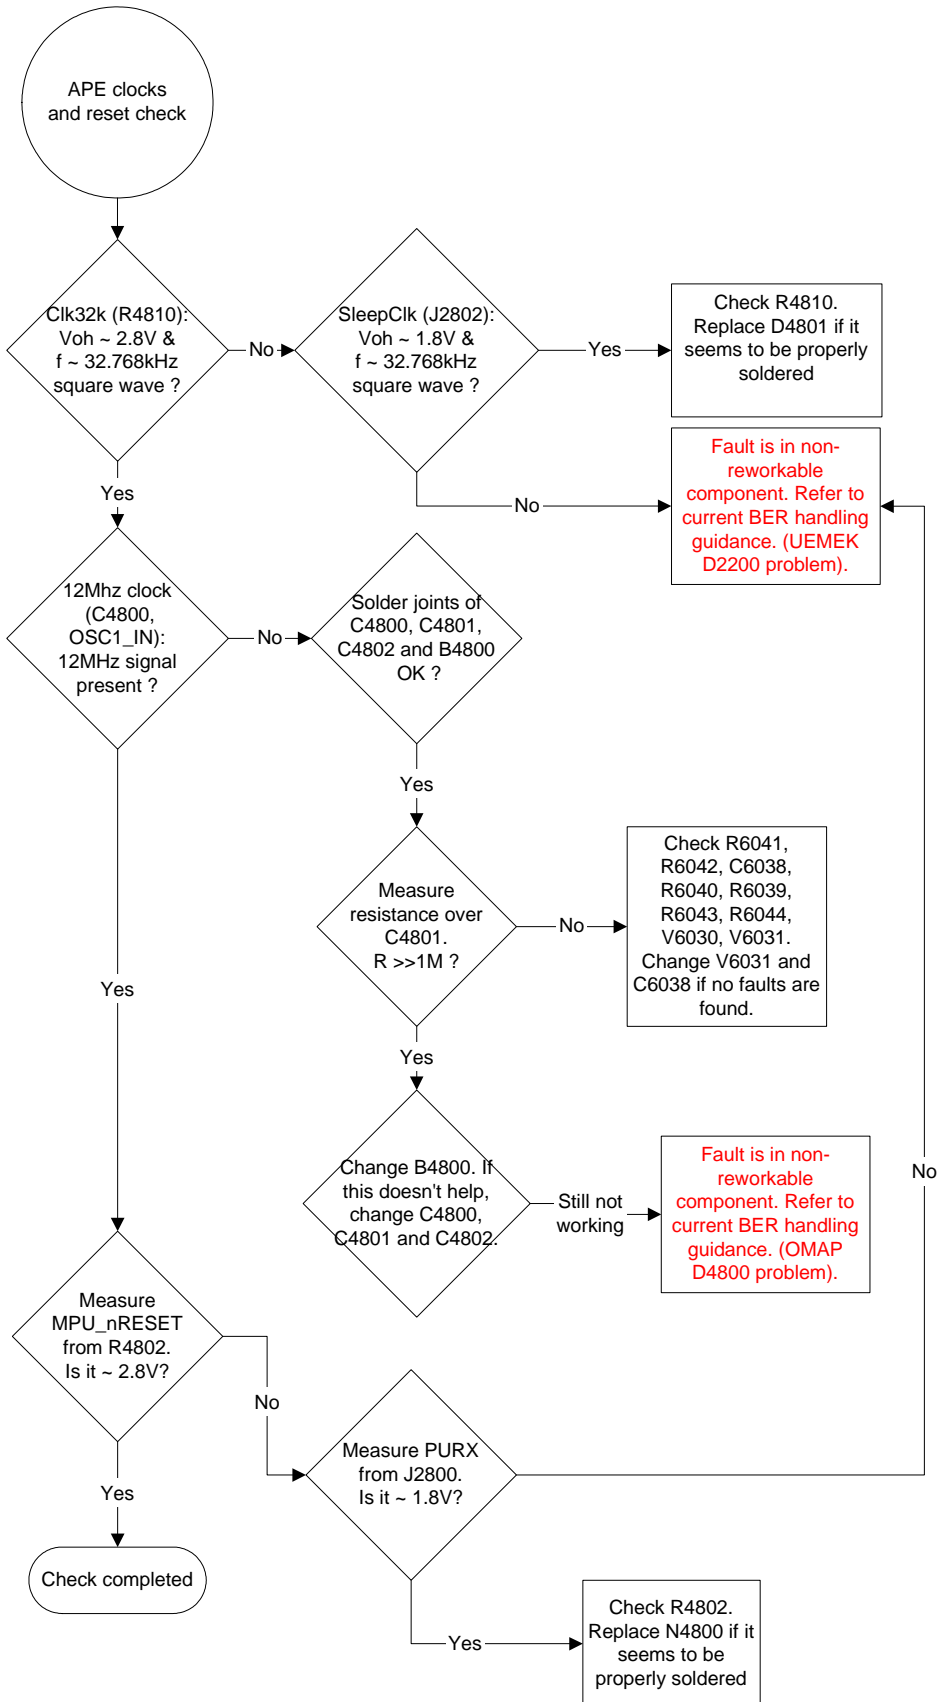 APE clocks
and reset check
Clk32k (R4810):
Voh ~ 2.8V &
f ~ 32.768kHz
square wave ?
No
SleepClk (J2802):
Voh ~ 1.8V &
f ~ 32.768kHz
square wave ?
Yes
Check R4810.
Replace D4801 if it
seems to be properly
soldered
No
Fault is in non-
reworkable
component. Refer to
current BER handling
guidance. (UEMEK
D2200 problem).
Yes
12Mhz clock
(C4800,
OSC1_IN):
12MHz signal
present ?
No
Solder joints of
C4800, C4801,
C4802 and B4800
OK ?
Yes
Measure
resistance over
C4801.
R >>1M ?
No
Check R6041,
R6042, C6038,
R6040, R6039,
R6043, R6044,
V6030, V6031.
Change V6031 and
C6038 if no faults are
found.
Yes
Yes
Change B4800. If
this doesn't help,
change C4800,
C4801 and C4802.
Still not
working
Fault is in non-
reworkable
component. Refer to
current BER handling
guidance. (OMAP
D4800 problem).
No
Measure
MPU_nRESET
from R4802.
Is it ~ 2.8V?
No
Measure PURX
from J2800.
Is it ~ 1.8V?
Yes
Check completed
Yes
Check R4802.
Replace N4800 if it
seems to be
properly soldered